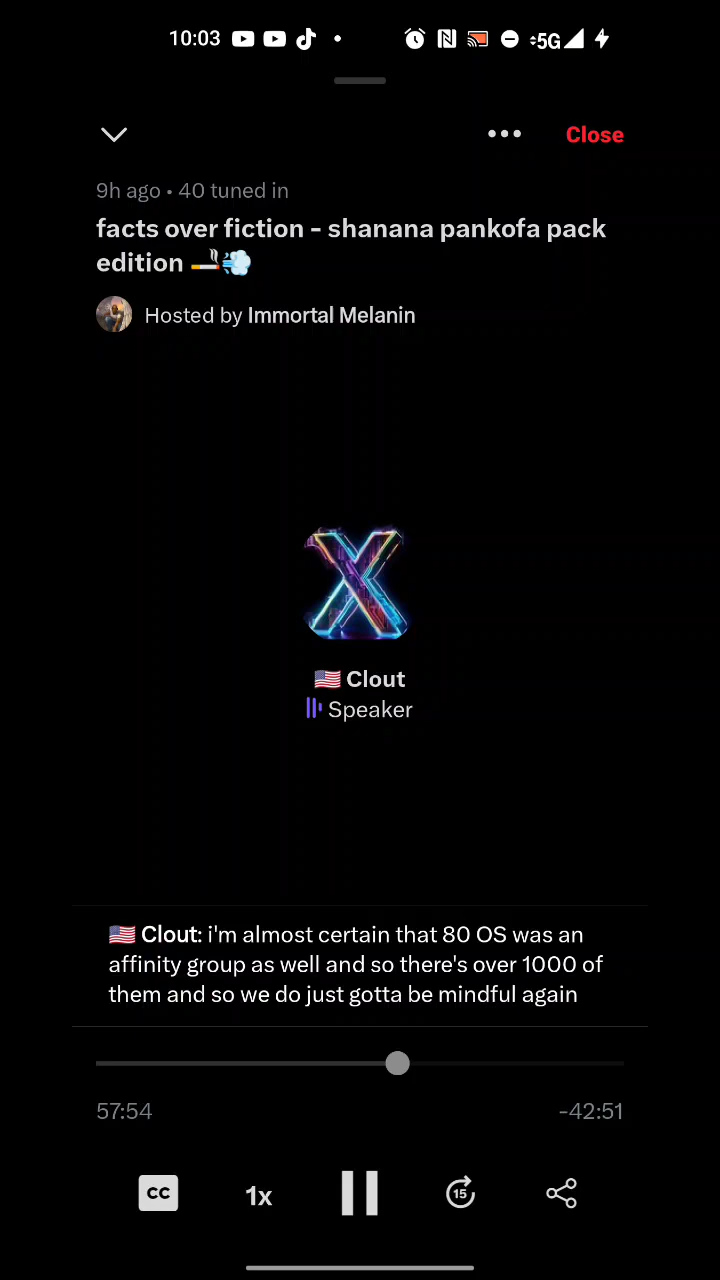 10:03 5G
Close
9h ago • 40 tuned in
facts over fiction - shanana pankofa pack
edition 🚬💨
Hosted by Immortal Melanin
X
🇺🇸 Clout
Speaker
🇺🇸 Clout: i'm almost certain that 80 OS was an
affinity group as well and so there's over 1000 of
them and so we do just gotta be mindful again
57:54 -42:51
CC 1x 15